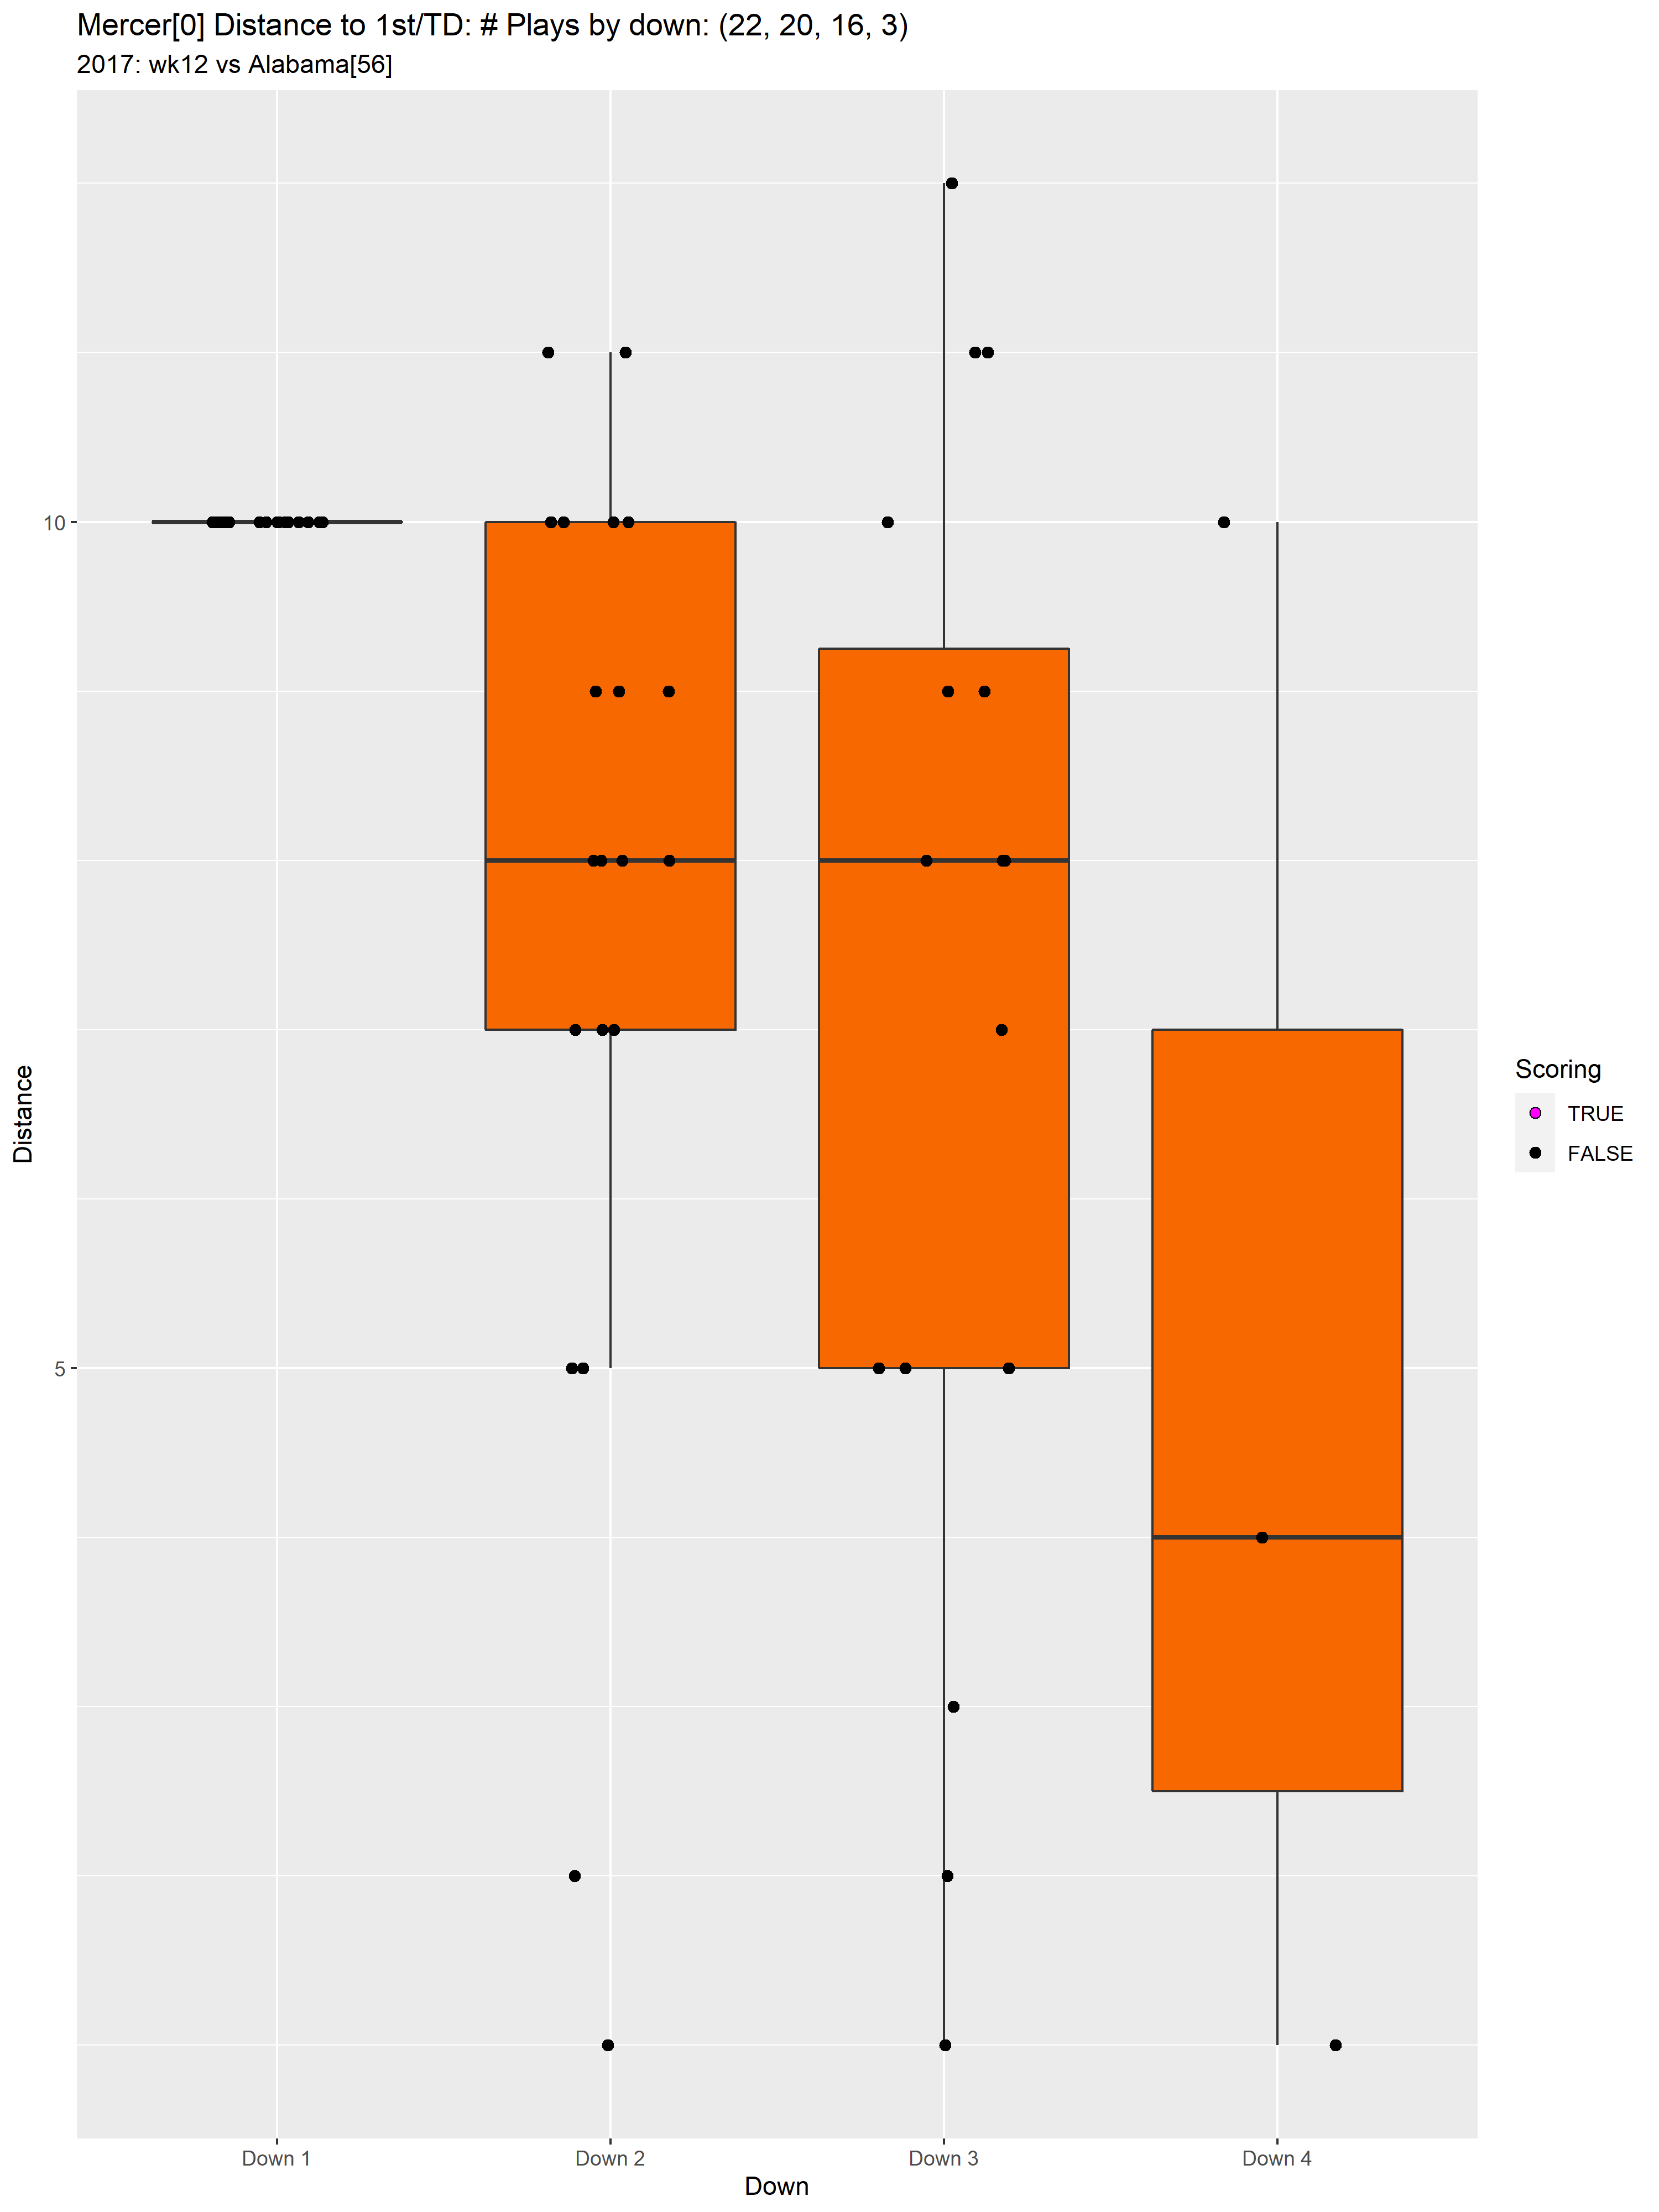 Mercer[0] Distance to 1st/TD: # Plays by down: (22, 20, 16, 3)
2017: wk12 vs Alabama[56]
10
5
Distance
Down 1
Down 2
Down 3
Down 4
Down
Scoring
TRUE
FALSE